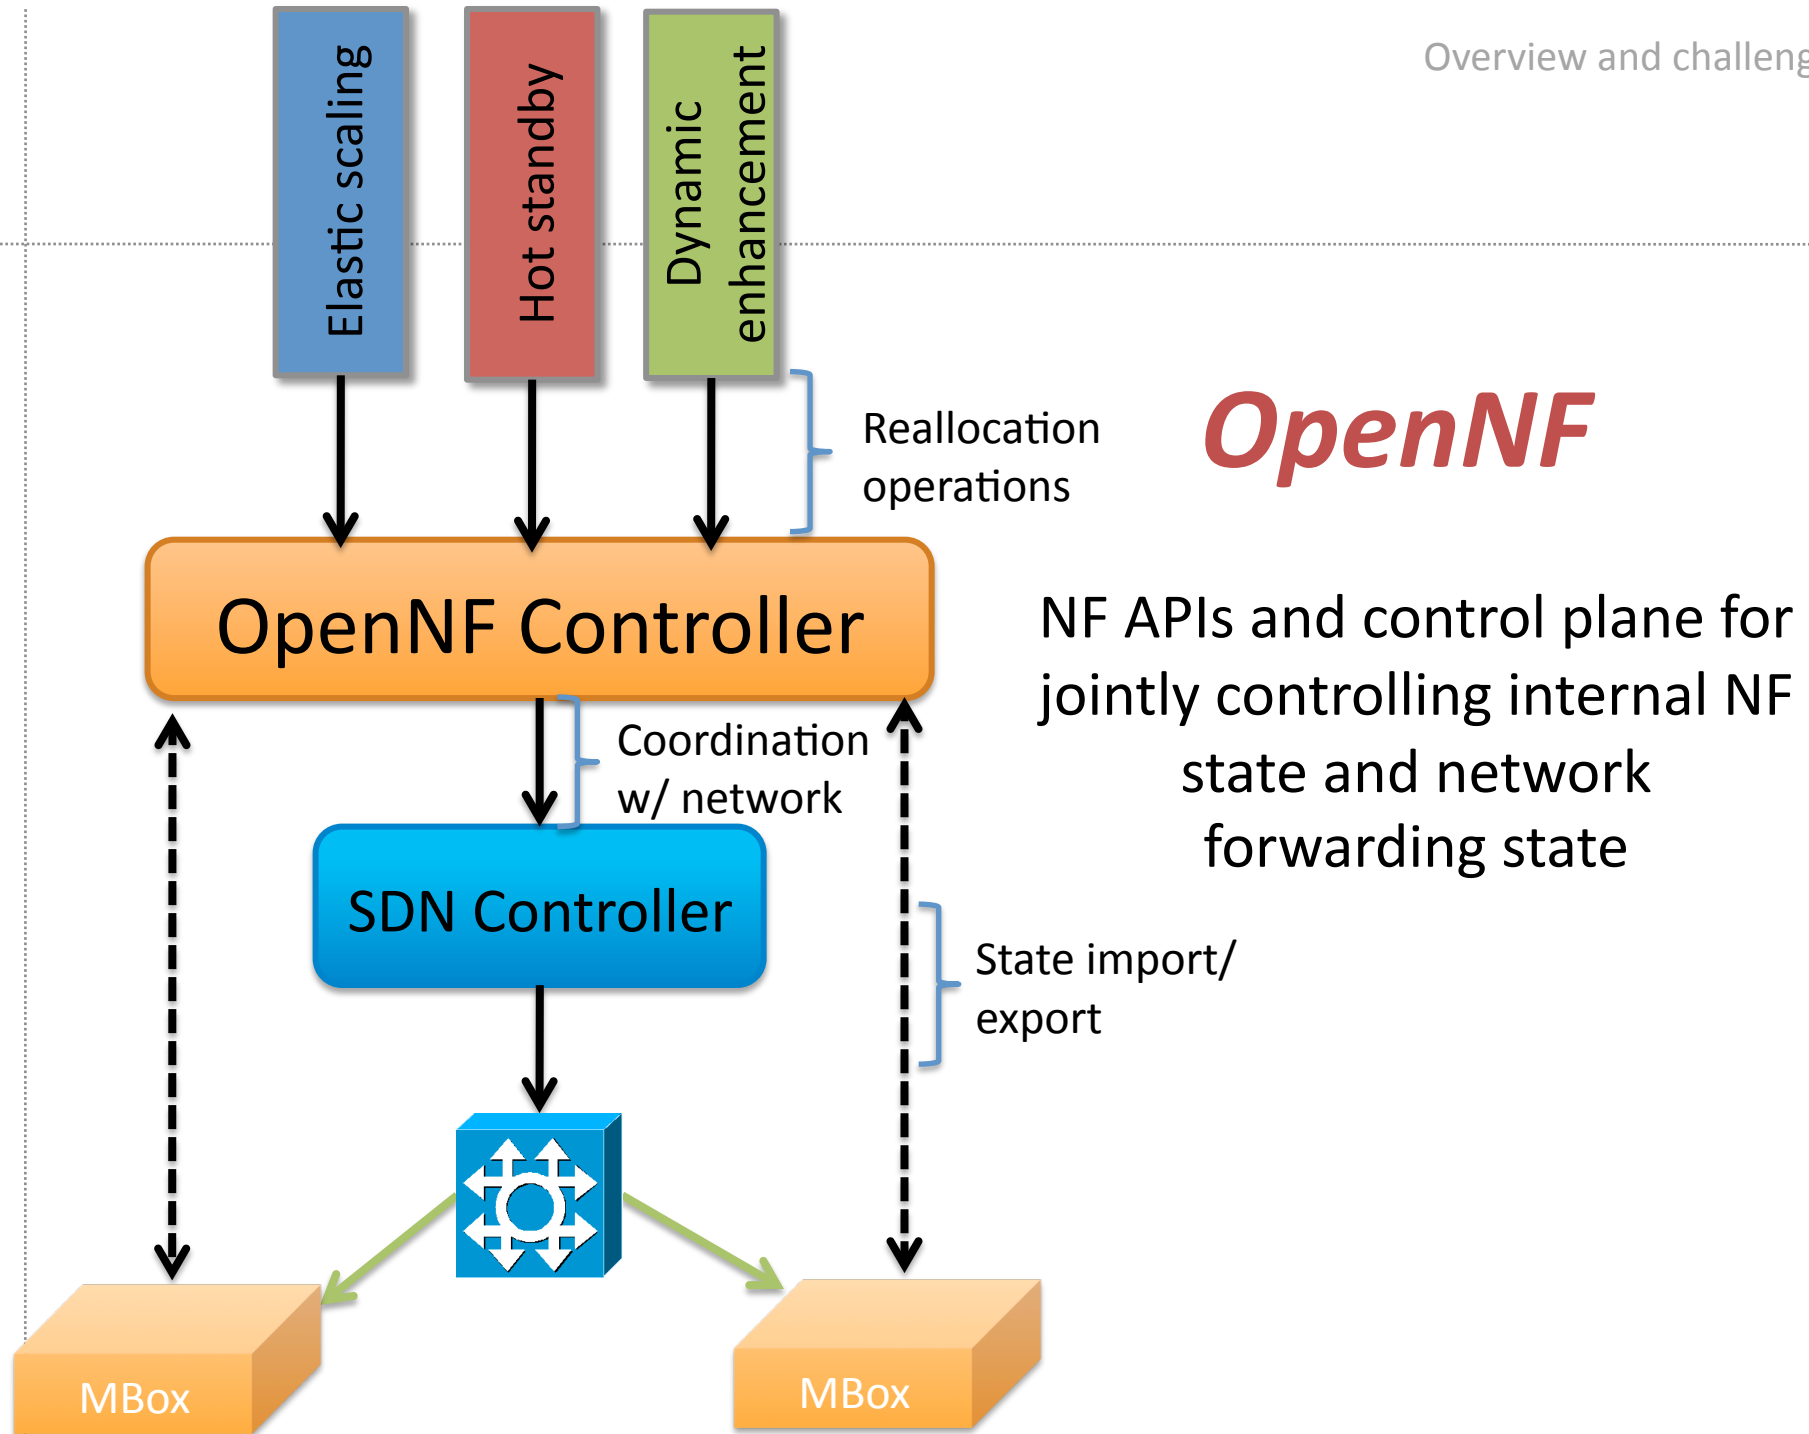 Overview and challeng
Elastic scaling
Hot standby
Dynamic
enhancement
Reallocation
operations
OpenNF
OpenNF Controller
NF APIs and control plane for
jointly controlling internal NF
state and network
forwarding state
Coordination
w/ network
SDN Controller
State import/
export
MBox
MBox